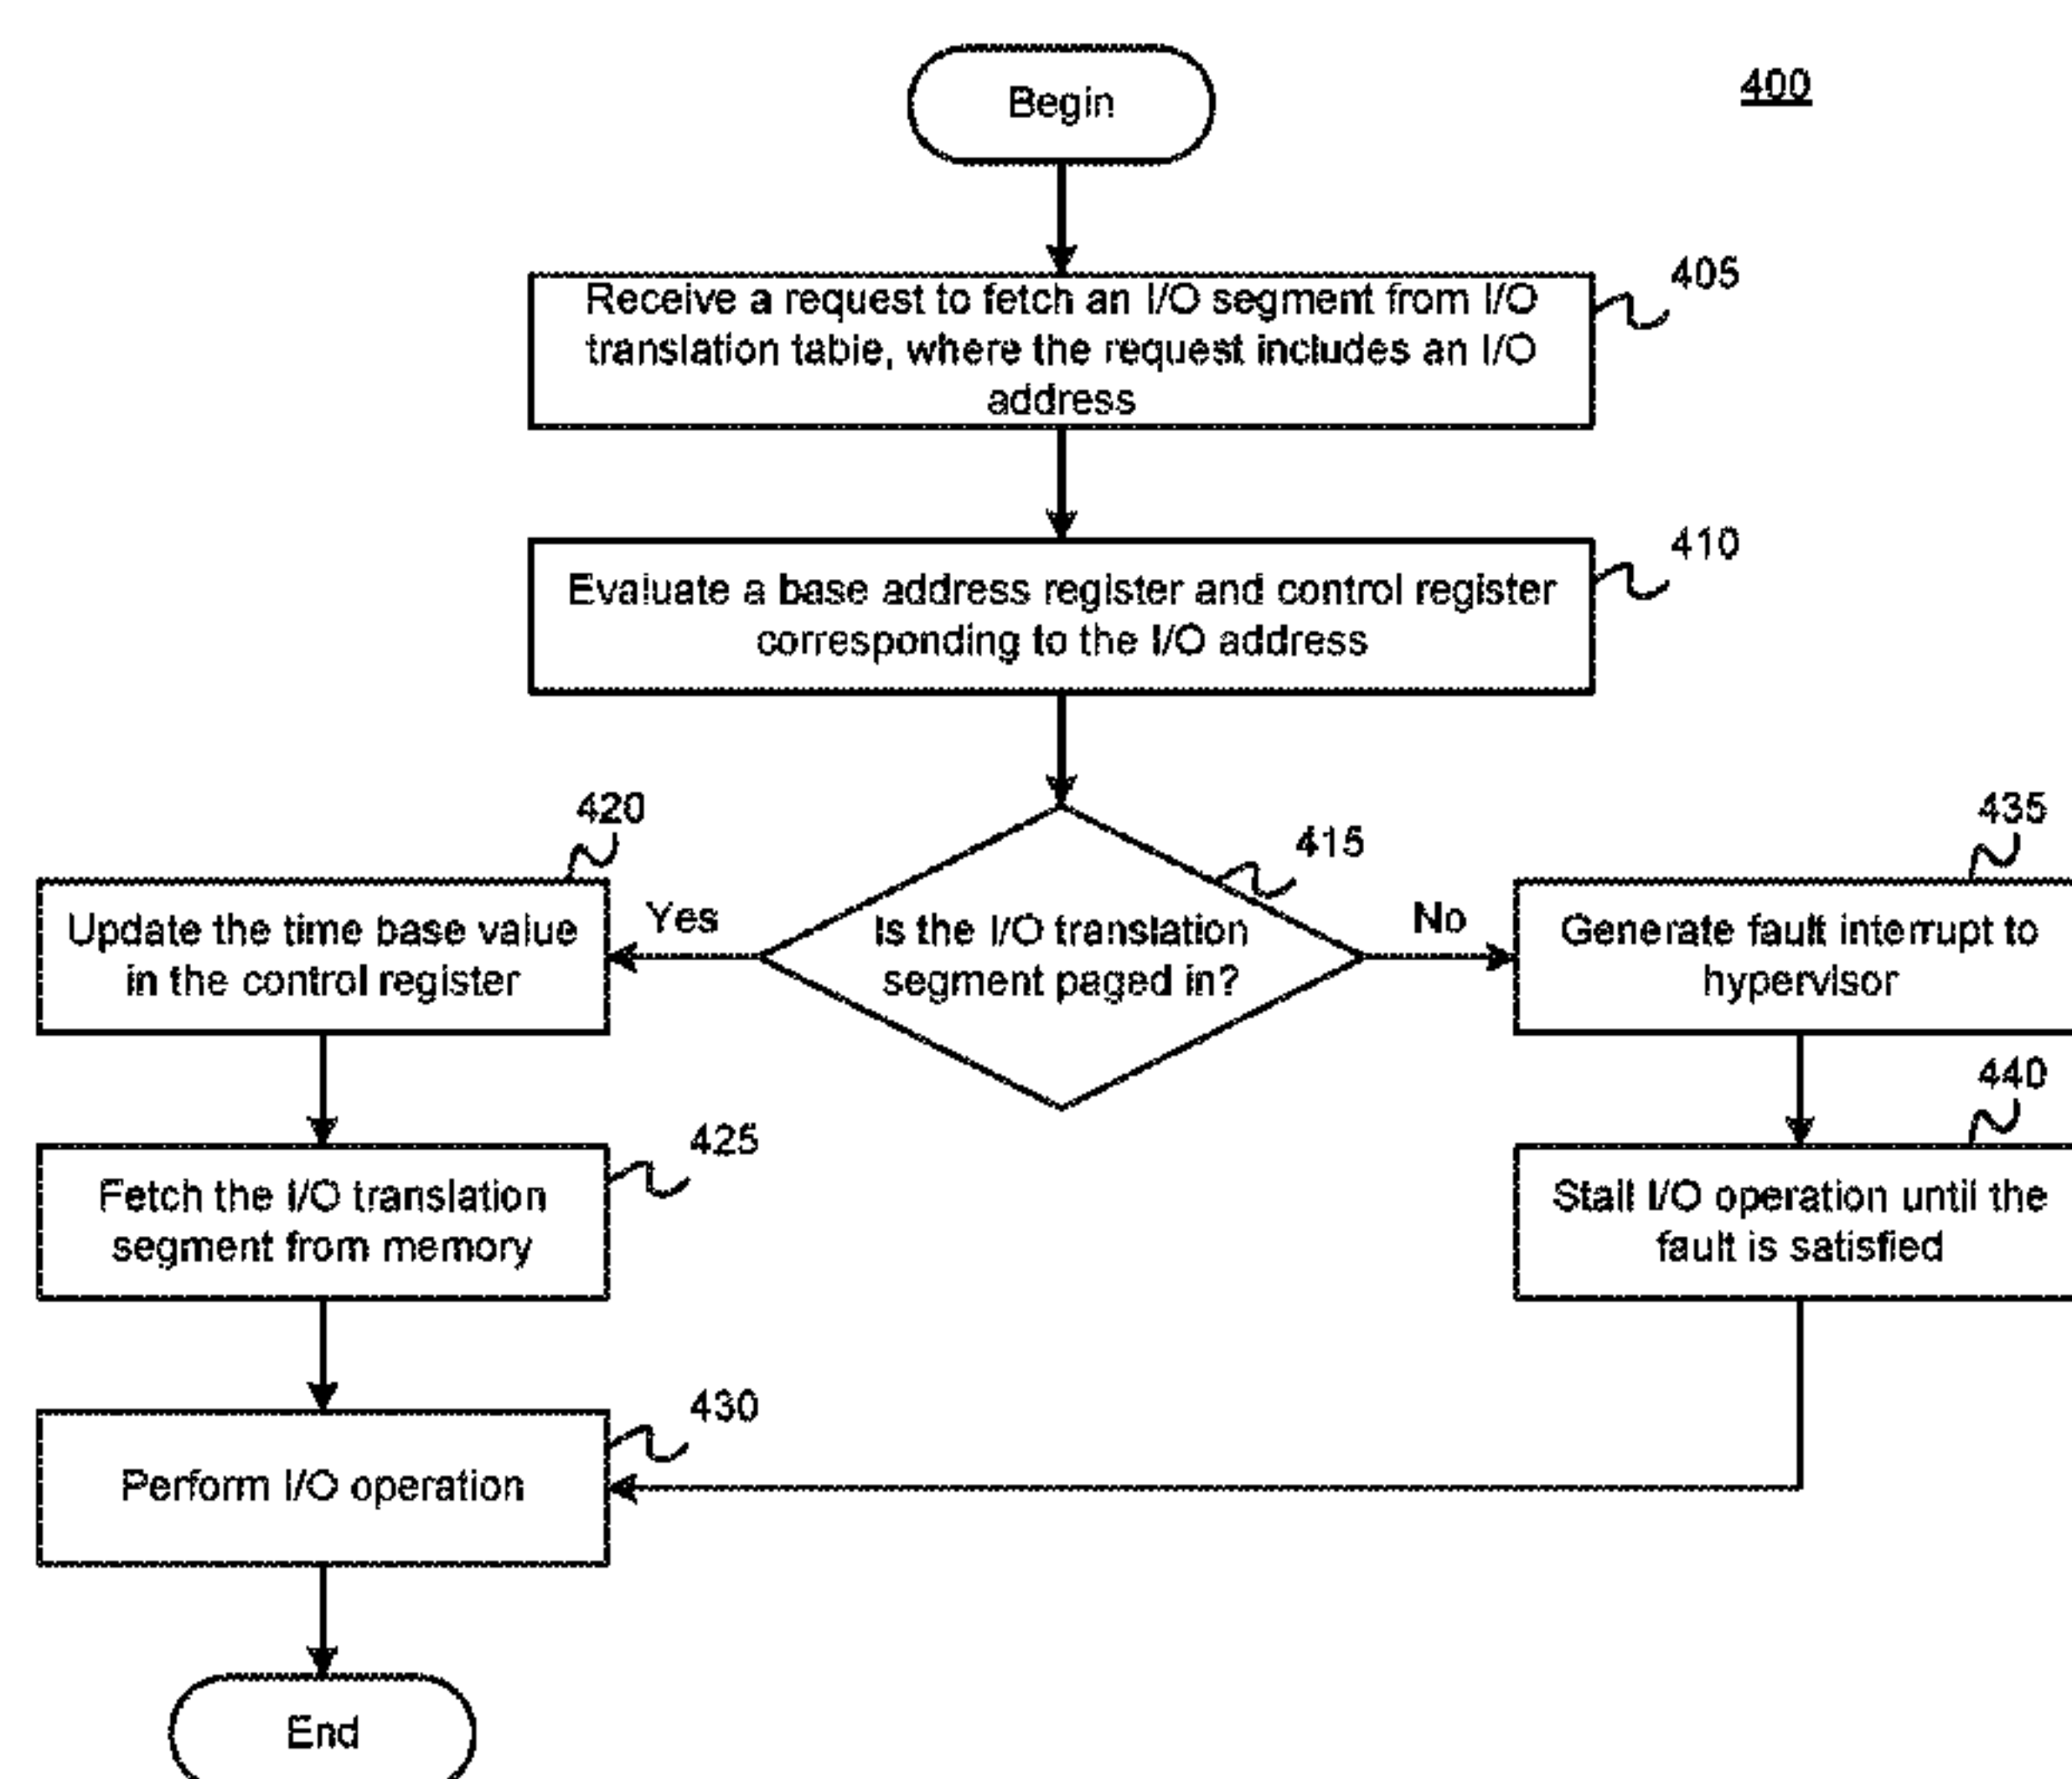 400
Begin
405
Receive a request to fetch an I/O segment from I/O
translation table, where the request includes an I/O
address
410
Evaluate a base address register and control register
corresponding to the I/O address
415
Is the I/O translation
segment paged in?
Yes
No
420
Update the time base value
in the control register
425
Fetch the I/O translation
segment from memory
430
Perform I/O operation
435
Generate fault interrupt to
hypervisor
440
Stall I/O operation until the
fault is satisfied
End